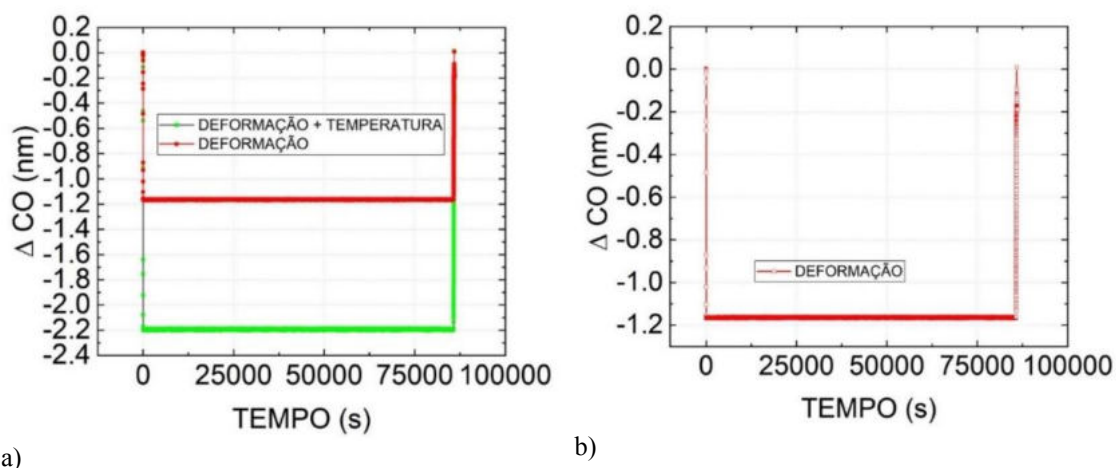 0.2
0.0
-0.2
-0.4
-0.6
-0.8
-1.0
-1.2
-1.4
-1.6
-1.8
-2.0
-2.2
-2.4
Δ CO (nm)
DEFORMAÇÃO + TEMPERATURA
DEFORMAÇÃO
0 25000 50000 75000 100000
TEMPO (s)
a)
0.2
0.0
-0.2
-0.4
-0.6
-0.8
-1.0
-1.2
Δ CO (nm)
DEFORMAÇÃO
0 25000 50000 75000 100000
TEMPO (s)
b)